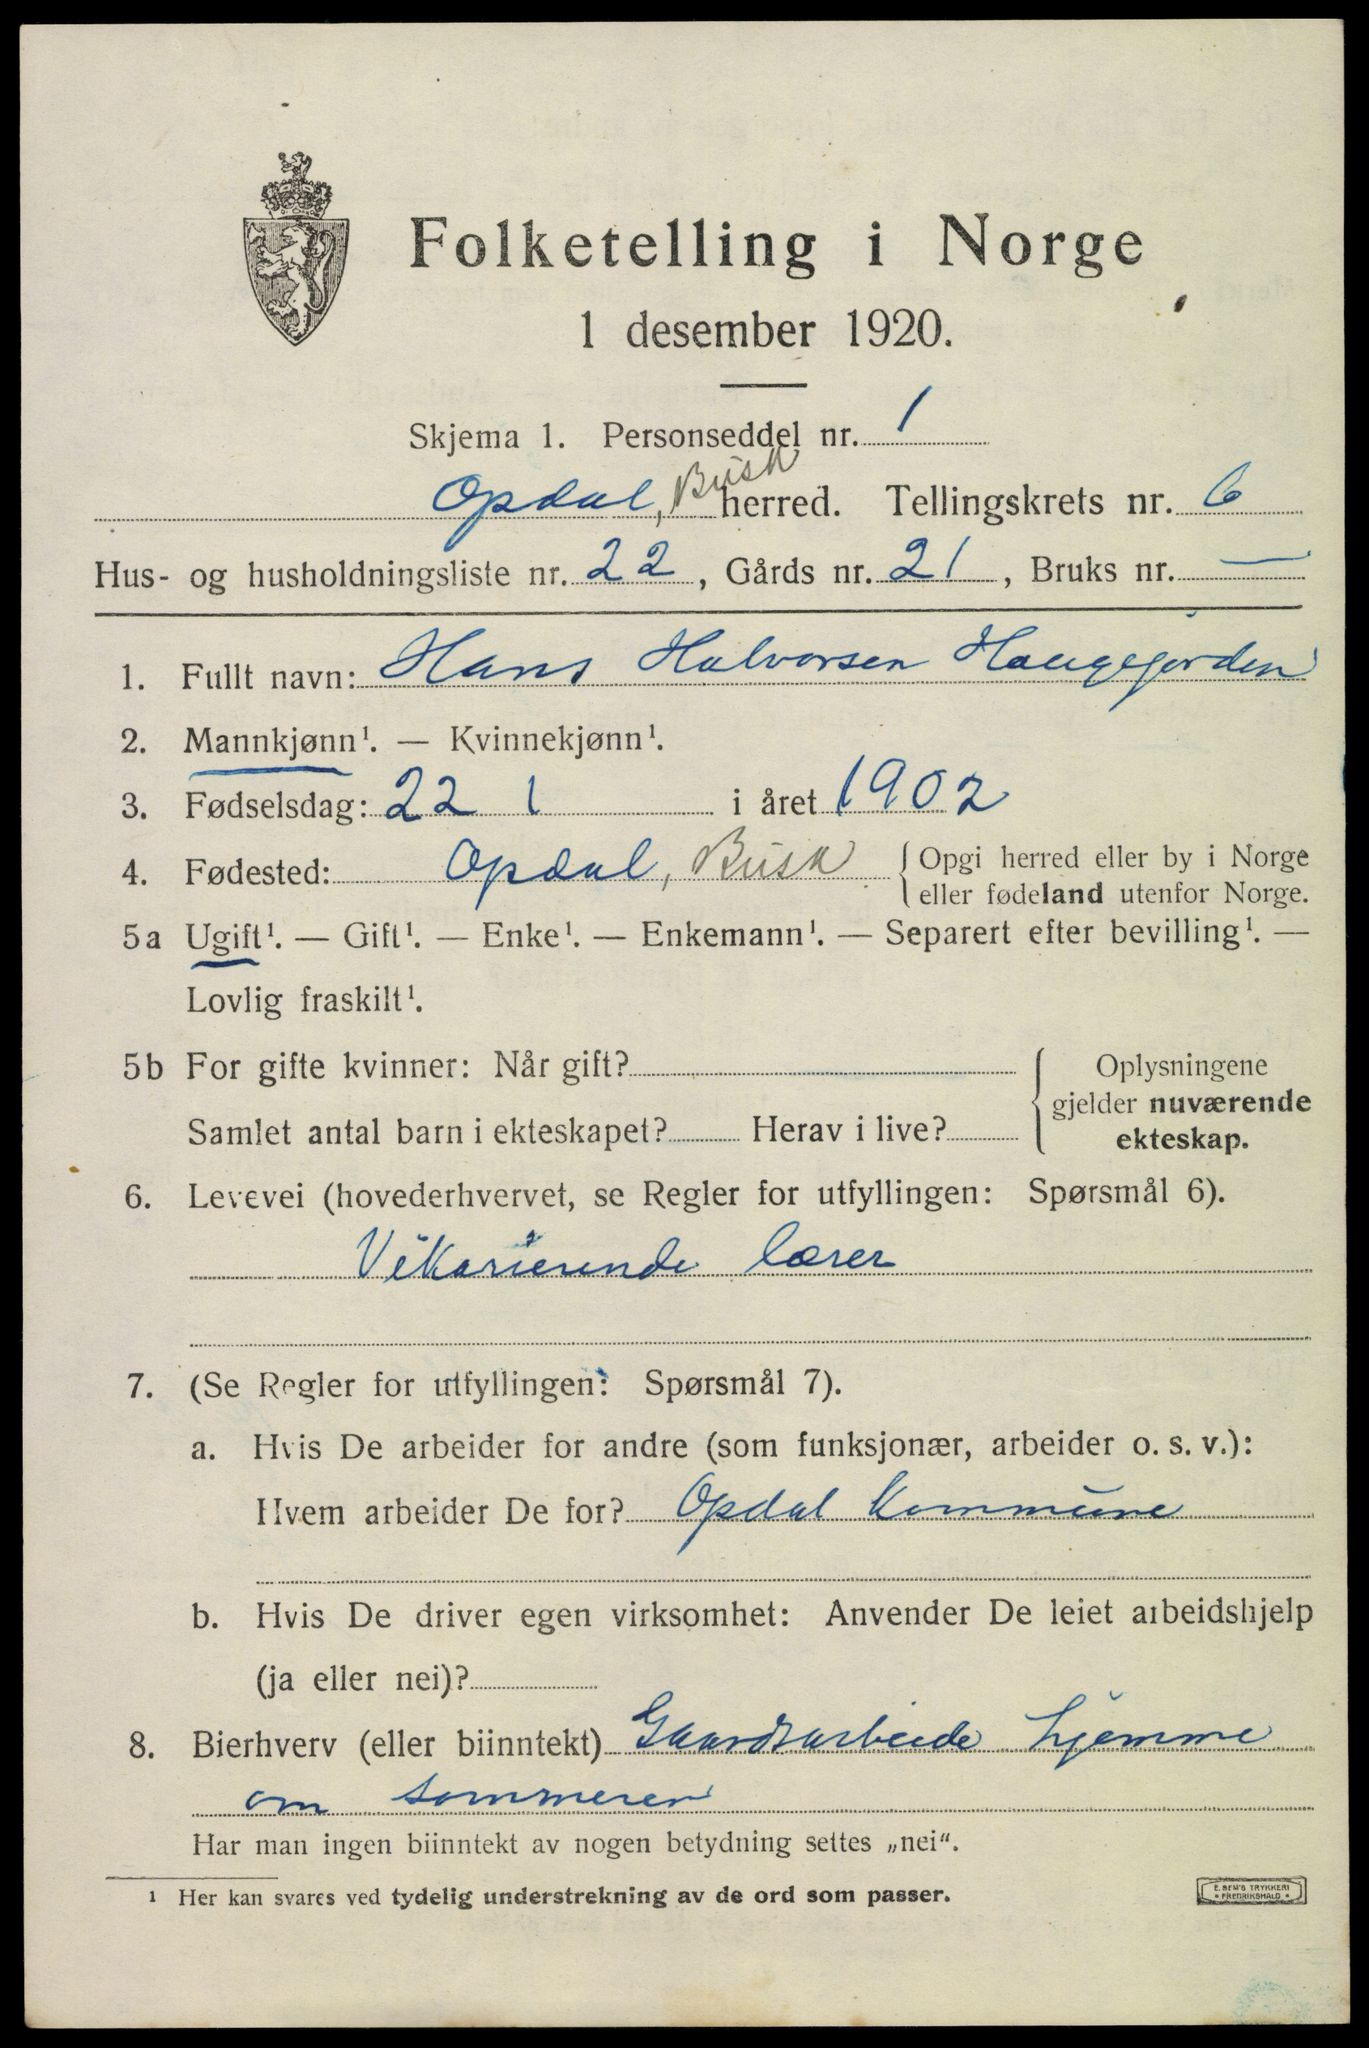 Folketelling i Norge
1 desember 1920.
Skjema 1. Personseddel nr. 1
Opdal, Busk herred. Tellingskrets nr. 6
Hus- og husholdningsliste nr. 22, Gårds nr. 21, Bruks nr. —
1. Fullt navn: Hans Halvorsen Haugejorden
2. Mannkjønn¹. — Kvinnekjønn¹.
3. Fødselsdag: 22 1 i året 1902
4. Fødested: Opdal, Busk { Opgi herred eller by i Norge
eller fødeland utenfor Norge.
5a Ugift¹. — Gift¹. — Enke¹. — Enkemann¹. — Separert efter bevilling¹. —
Lovlig fraskilt¹.
5b For gifte kvinner: Når gift? { Oplysningene
gjelder nuværende
Samlet antal barn i ekteskapet? Herav i live? ekteskap.
6. Levevei (hovederhvervet, se Regler for utfyllingen: Spørsmål 6).
Vikarierende lærer
7. (Se Regler for utfyllingen: Spørsmål 7).
a. Hvis De arbeider for andre (som funksjonær, arbeider o. s. v.):
Hvem arbeider De for? Opdal Kommune
b. Hvis De driver egen virksomhet: Anvender De leiet arbeidshjelp
(ja eller nei)?
8. Bierhverv (eller biinntekt) Gaardsarbeide hjemme
om sommeren
Har man ingen biinntekt av nogen betydning settes „nei“.
1 Her kan svares ved tydelig understrekning av de ord som passer.
E. SEM'S TRYKKERI
• FREDRIKSHALD •